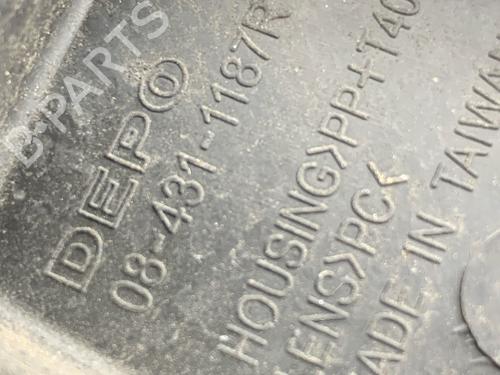 DEPO
08-431-1187R
HOUSING>PP+T40
LENS>PC<
MADE IN TAIWAN
B-PARTS